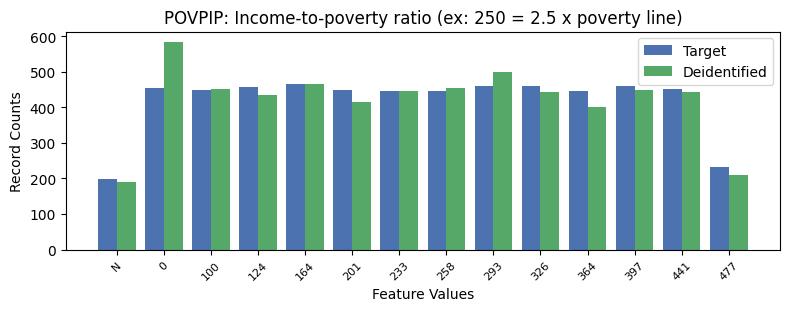 POVPIP: Income-to-poverty ratio (ex: 250 = 2.5 x poverty line)
Target
Deidentified
Record Counts
600
500
400
300
200
100
0
N 0 100 124 164 201 233 258 293 326 364 397 441 477
Feature Values